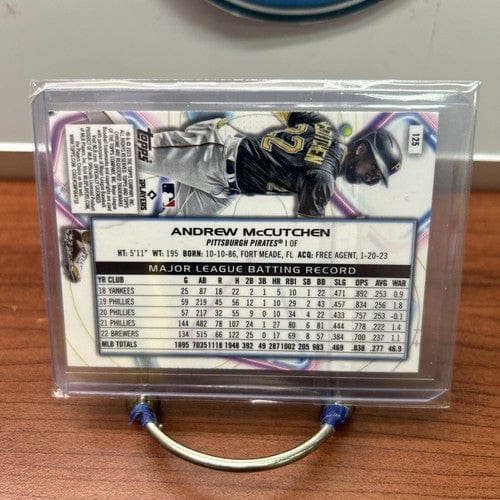 125
McCUTCHEN
22
Topps
MLB PLAYERS
ANDREW McCUTCHEN
PITTSBURGH PIRATES® | OF
HT: 5'11" WT: 195 BORN: 10-10-86, FORT MEADE, FL ACQ: FREE AGENT, 1-20-23
MAJOR LEAGUE BATTING RECORD
YR CLUB G AB R H 2B 3B HR RBI SB BB SLG OPS AVG WAR
18 YANKEES 25 87 18 22 2 1 5 10 1 22 .471 .892 .253 0.9
19 PHILLIES 59 219 45 56 12 1 10 29 2 43 .457 .834 .256 1.8
20 PHILLIES 57 217 32 55 9 0 10 34 4 22 .433 .757 .253 -0.1
21 PHILLIES 144 482 78 107 24 1 27 80 6 81 .444 .778 .222 1.4
22 BREWERS 134 515 66 122 25 0 17 69 8 57 .384 .700 .237 1.1
MLB TOTALS 1895 7035 1118 1948 392 49 287 1002 205 983 .469 .838 .277 46.9